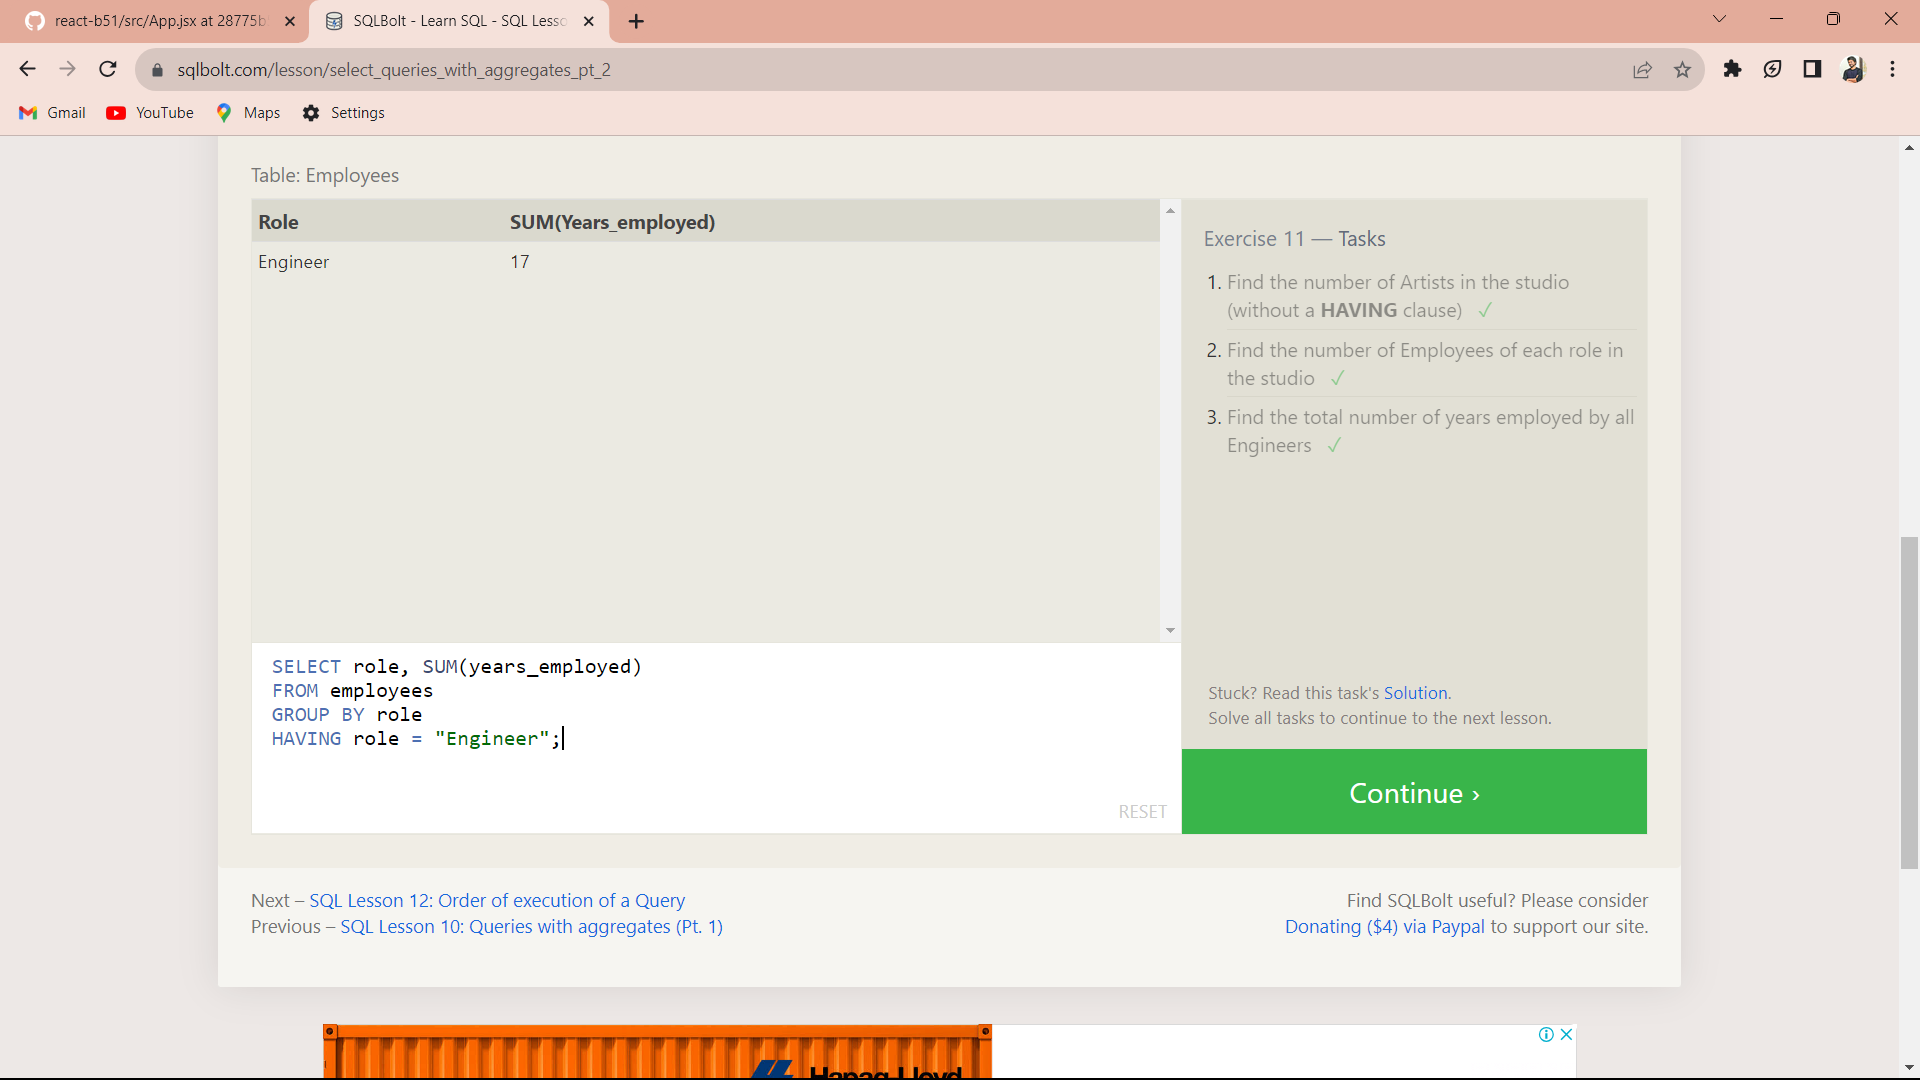 react-b51/src/App.jsx at 28775b
SQLBolt - Learn SQL - SQL Lesso
sqlbolt.com/lesson/select_queries_with_aggregates_pt_2
Gmail
YouTube
Maps
Settings
Table: Employees
Role SUM(Years_employed)
Engineer 17
Exercise 11 — Tasks
1. Find the number of Artists in the studio
(without a HAVING clause) ✓
2. Find the number of Employees of each role in
the studio ✓
3. Find the total number of years employed by all
Engineers ✓
SELECT role, SUM(years_employed)
FROM employees
GROUP BY role
HAVING role = "Engineer";
RESET
Stuck? Read this task's Solution.
Solve all tasks to continue to the next lesson.
Continue ›
Next – SQL Lesson 12: Order of execution of a Query
Previous – SQL Lesson 10: Queries with aggregates (Pt. 1)
Find SQLBolt useful? Please consider
Donating ($4) via Paypal to support our site.
Hapag-Lloyd